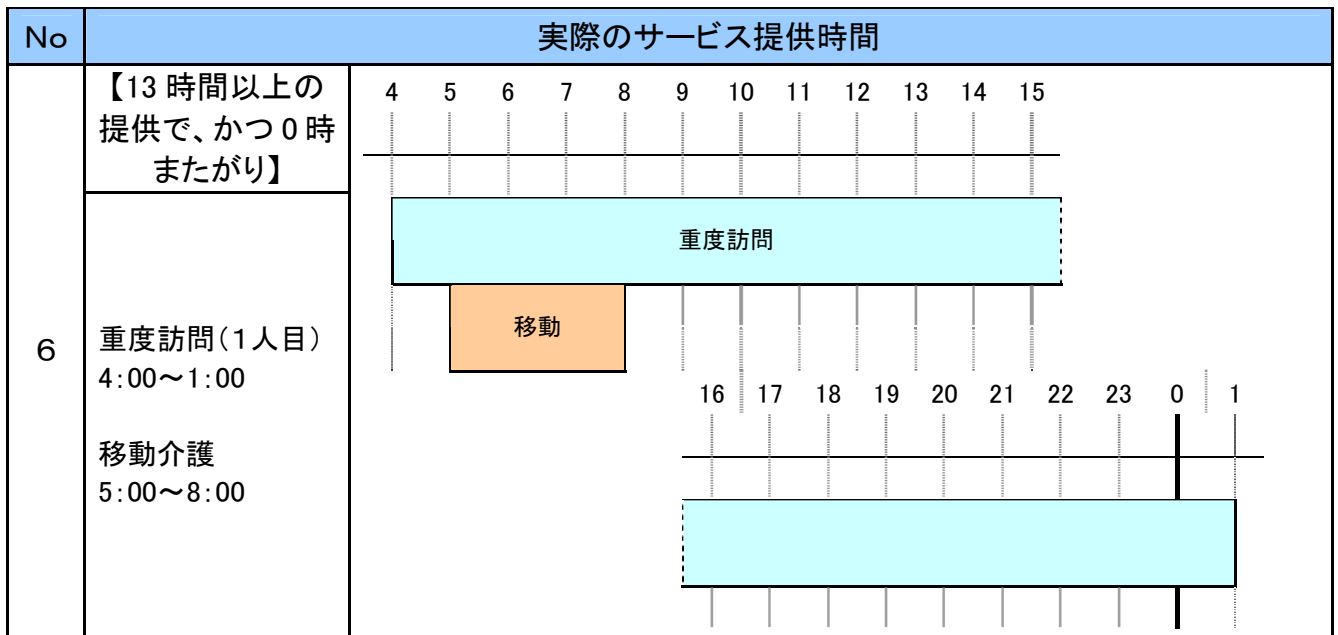 No
実際のサービス提供時間
6
【13 時間以上の
提供で、かつ 0 時
またがり】
重度訪問(1人目)
4:00～1:00
移動介護
5:00～8:00
4 5 6 7 8 9 10 11 12 13 14 15
重度訪問
移動
16 17 18 19 20 21 22 23 0 1